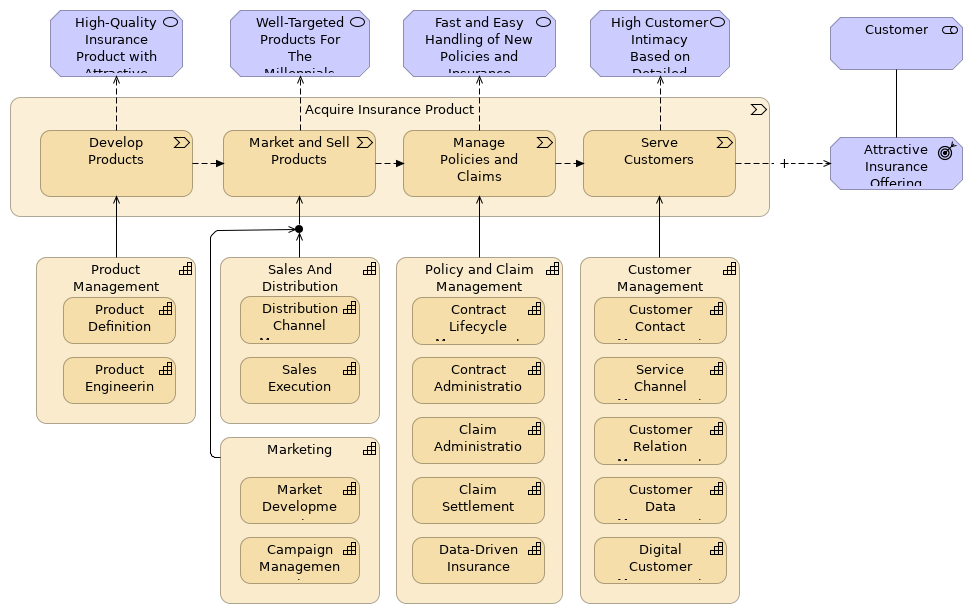 High-Quality
Insurance
Product with
Attractive
Well-Targeted
Products For
The
Millennials
Fast and Easy
Handling of New
Policies and
Insurance
High Customer
Intimacy
Based on
Detailed
Customer
Acquire Insurance Product
Develop
Products
Market and Sell
Products
Manage
Policies and
Claims
Serve
Customers
Attractive
Insurance
Offering
Product
Management
Product
Definition
Product
Engineerin
Sales And
Distribution
Distribution
Channel
Sales
Execution
Marketing
Market
Developme
Campaign
Managemen
Policy and Claim
Management
Contract
Lifecycle
Contract
Administratio
Claim
Administratio
Claim
Settlement
Data-Driven
Insurance
Customer
Management
Customer
Contact
Service
Channel
Customer
Relation
Customer
Data
Digital
Customer